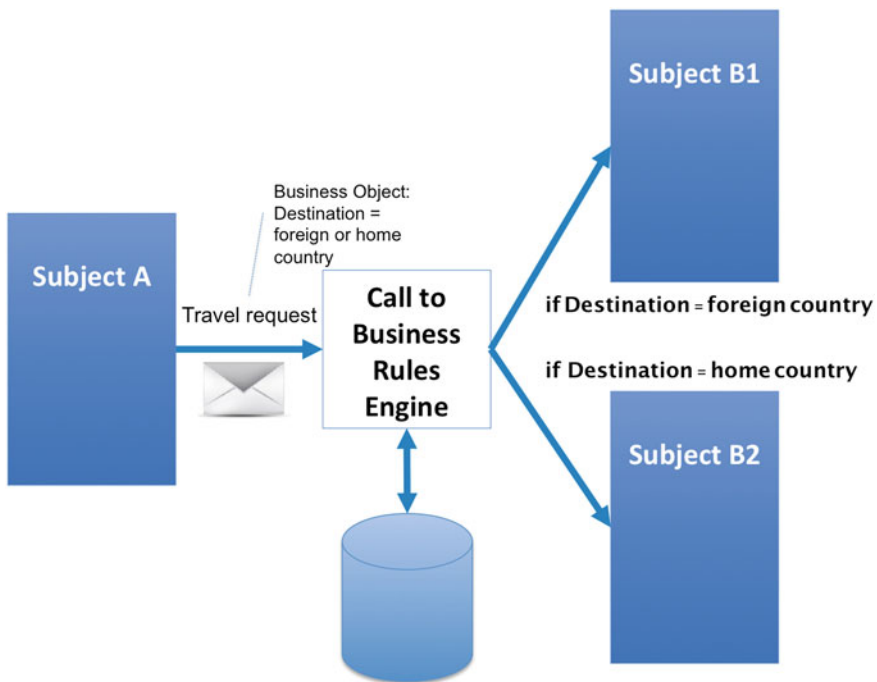 Subject A
Business Object:
Destination =
foreign or home
country
Travel request
Call to
Business
Rules
Engine
Subject B1
if Destination = foreign country
if Destination = home country
Subject B2